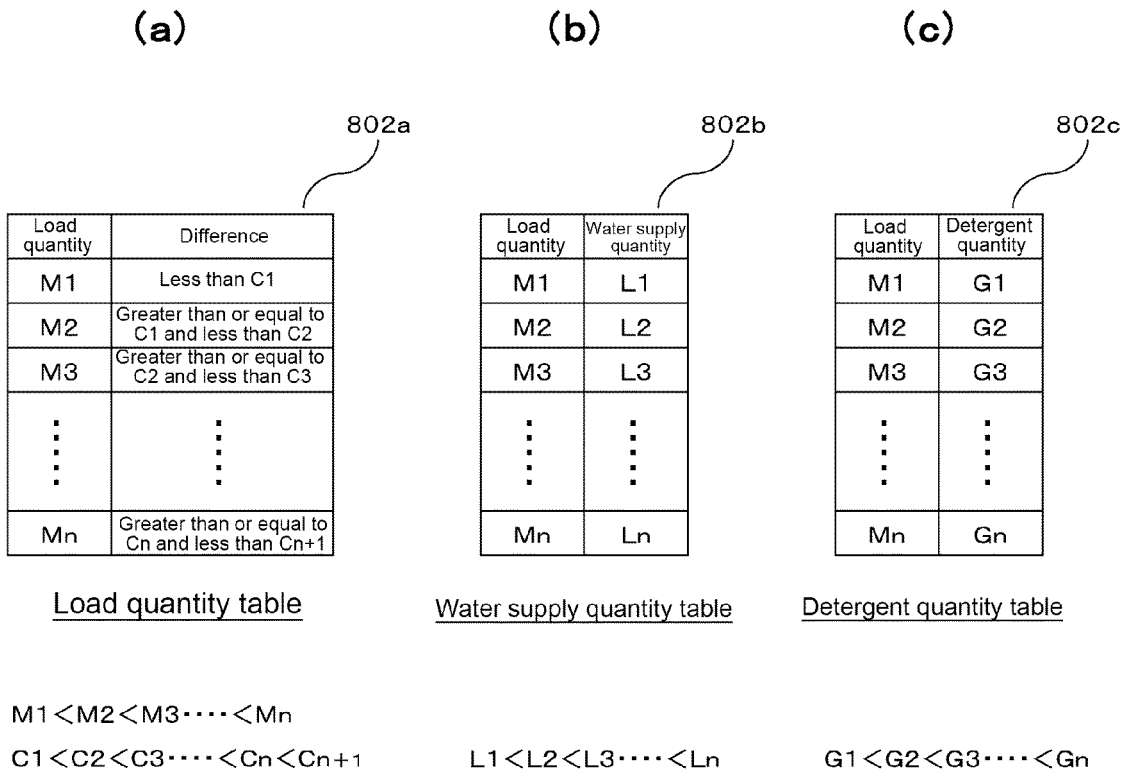 (a)
802a
Load quantity
Difference
M1
Less than C1
M2
Greater than or equal to
C1 and less than C2
M3
Greater than or equal to
C2 and less than C3
Mn
Greater than or equal to
Cn and less than Cn+1
Load quantity table
M1<M2<M3‥‥<Mn
C1<C2<C3‥‥<Cn<Cn+1
(b)
802b
Load
quantity
Water supply
quantity
M1
L1
M2
L2
M3
L3
Mn
Ln
Water supply quantity table
L1<L2<L3‥‥<Ln
(c)
802c
Load
quantity
Detergent
quantity
M1
G1
M2
G2
M3
G3
Mn
Gn
Detergent quantity table
G1<G2<G3‥‥<Gn